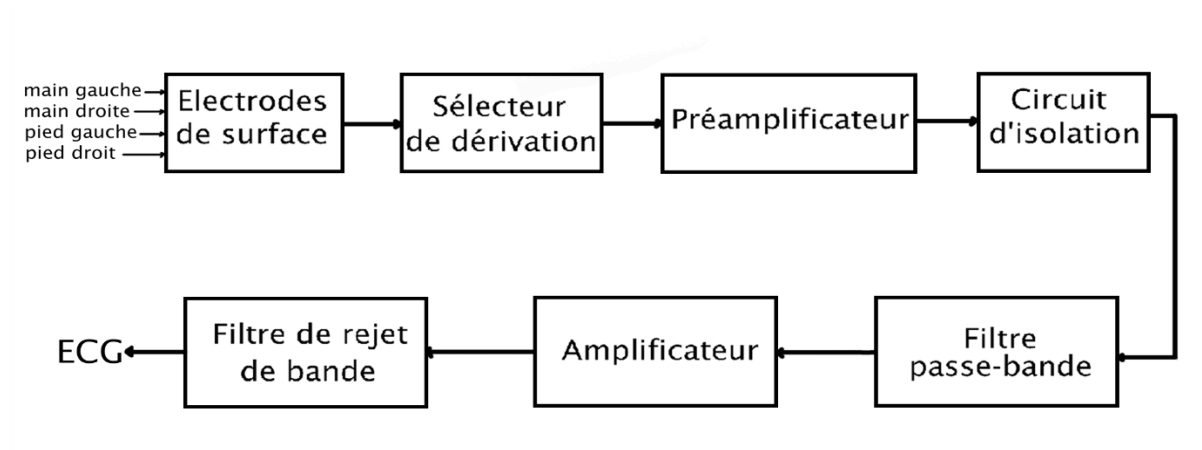 main gauche
main droite
pied gauche
pied droit
Electrodes
de surface
Sélecteur
de dérivation
Préamplificateur
Circuit
d'isolation
Filtre
passe-bande
Amplificateur
Filtre de rejet
de bande
ECG